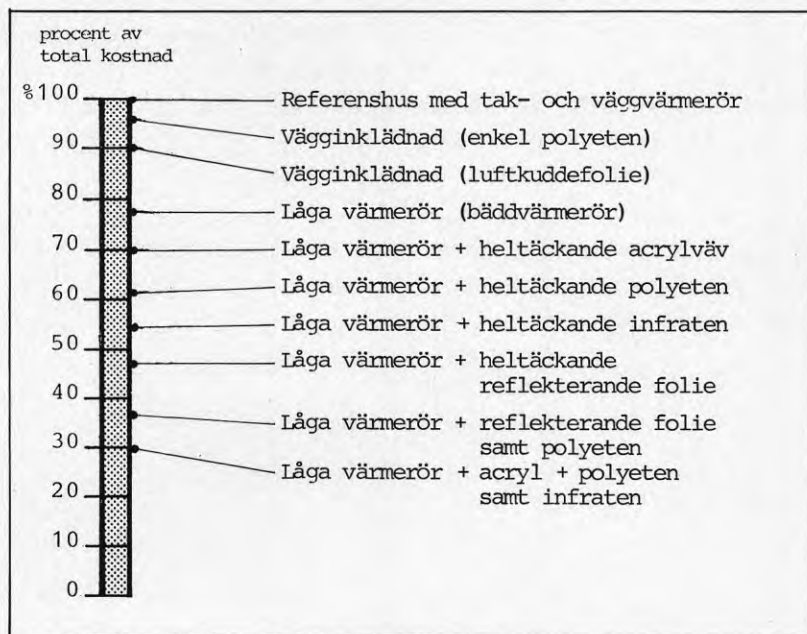 procent av
total kostnad
% 100
Referenshus med tak- och väggvärmerör
Vägginklädnad (enkel polyeten)
90
Vägginklädnad (luftkuddefolie)
80
Låga värmerör (bäddvärmerör)
70
Låga värmerör + heltäckande acrylväv
60
Låga värmerör + heltäckande polyeten
Låga värmerör + heltäckande infraten
50
Låga värmerör + heltäckande
reflekterande folie
40
Låga värmerör + reflekterande folie
samt polyeten
30
Låga värmerör + acryl + polyeten
samt infraten
20
10
0